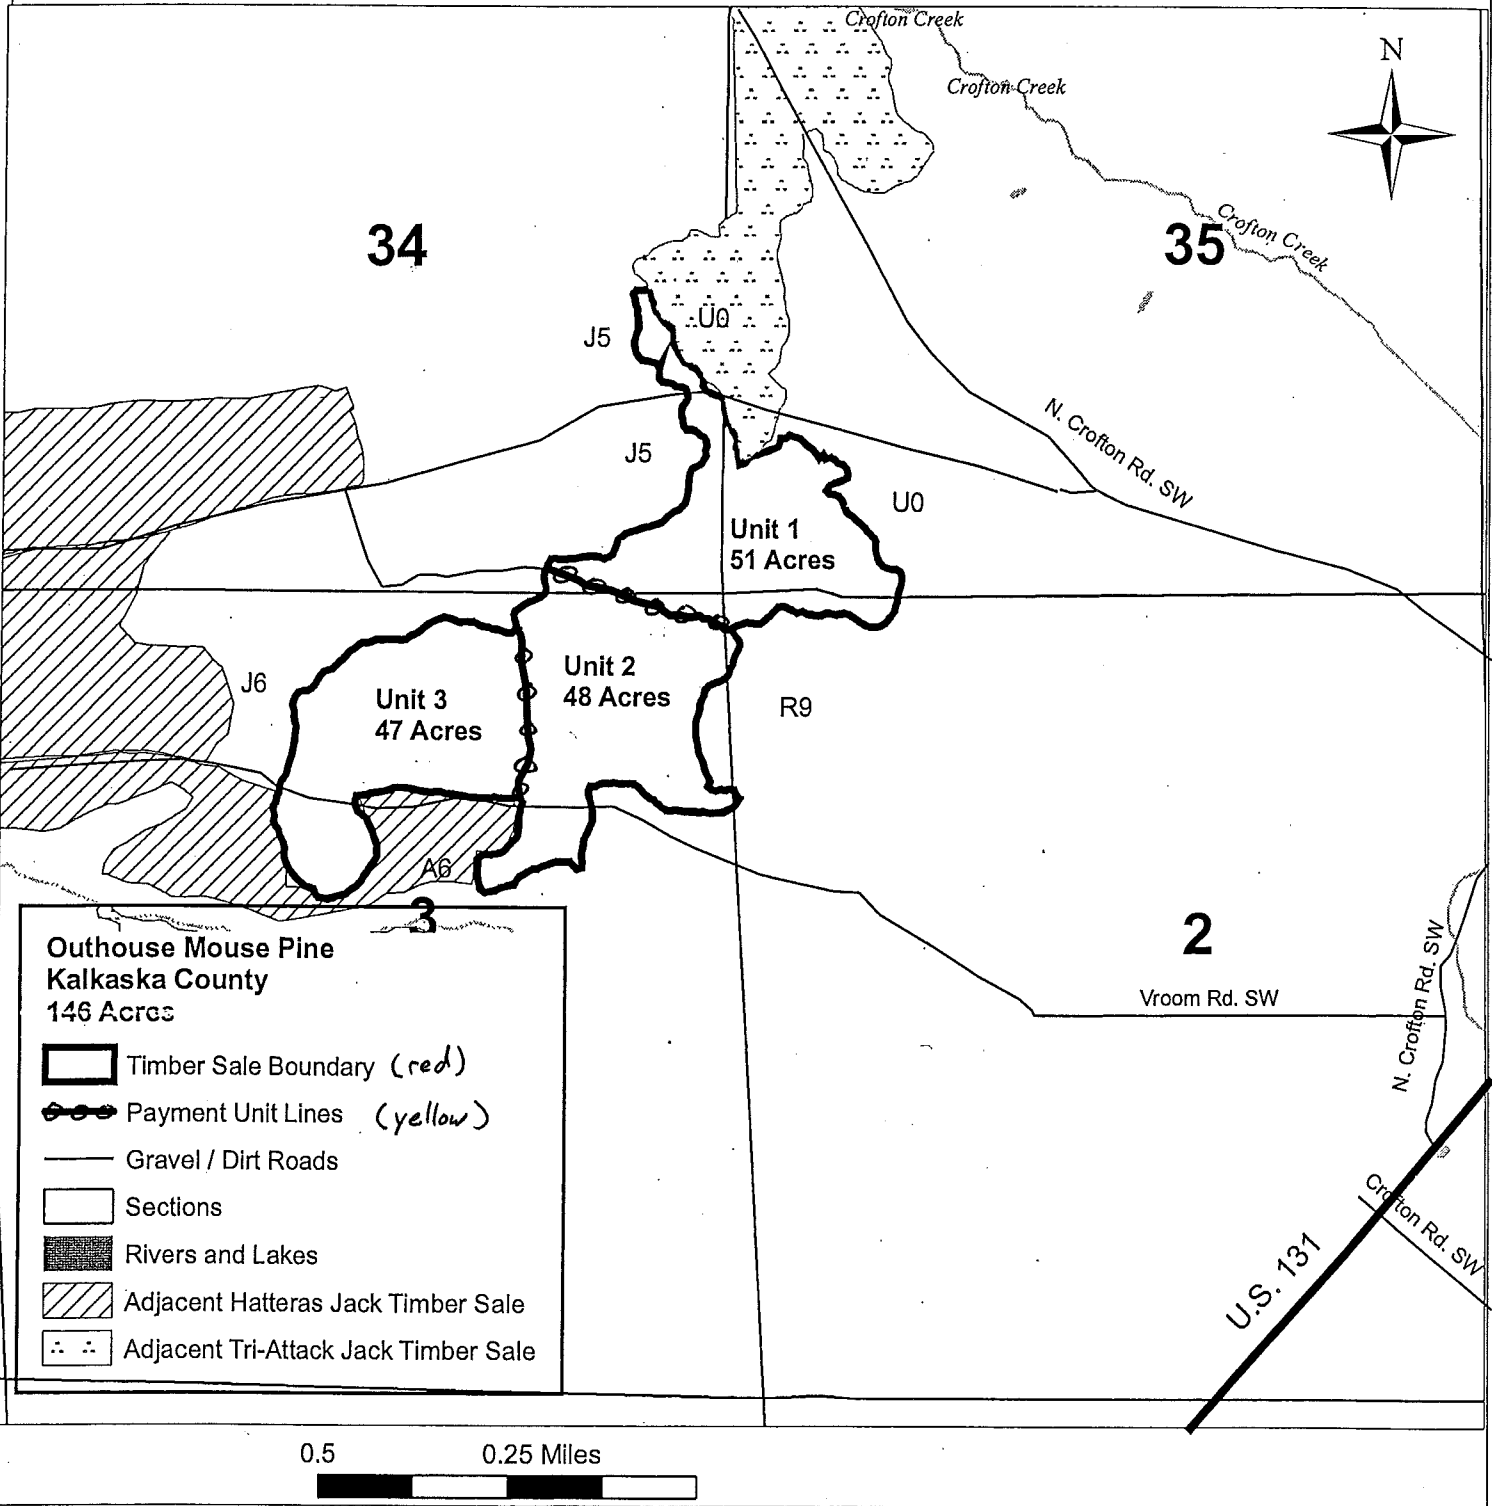 Crofton Creek
Crofton Creek
N
34
35
Crofton Creek
J5
U0
N. Crofton Rd. SW
J5
U0
Unit 1
51 Acres
Unit 2
48 Acres
J6
Unit 3
47 Acres
R9
A6
3
2
Outhouse Mouse Pine
Kalkaska County
146 Acres
Timber Sale Boundary (red)
Payment Unit Lines (yellow)
Gravel / Dirt Roads
Sections
Rivers and Lakes
Adjacent Hatteras Jack Timber Sale
Adjacent Tri-Attack Jack Timber Sale
Vroom Rd. SW
N. Crofton Rd. SW
Crofton Rd. SW
U.S. 131
0.5 0.25 Miles